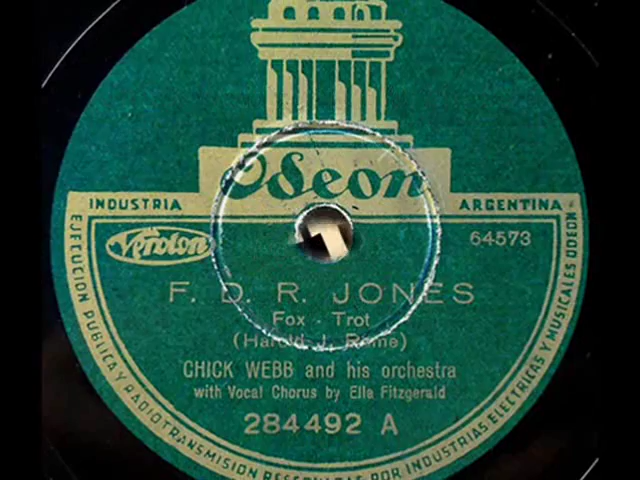 Odeon
INDUSTRIA
ARGENTINA
Veroton
64573
F. D. R. JONES
Fox - Trot
(Harold J. Rome)
CHICK WEBB and his orchestra
with Vocal Chorus by Ella Fitzgerald
284492 A
EJECUCION PUBLICA Y RADIOTRANSMISION RESERVADAS POR INDUSTRIAS ELECTRICAS Y MUSICALES ODEON